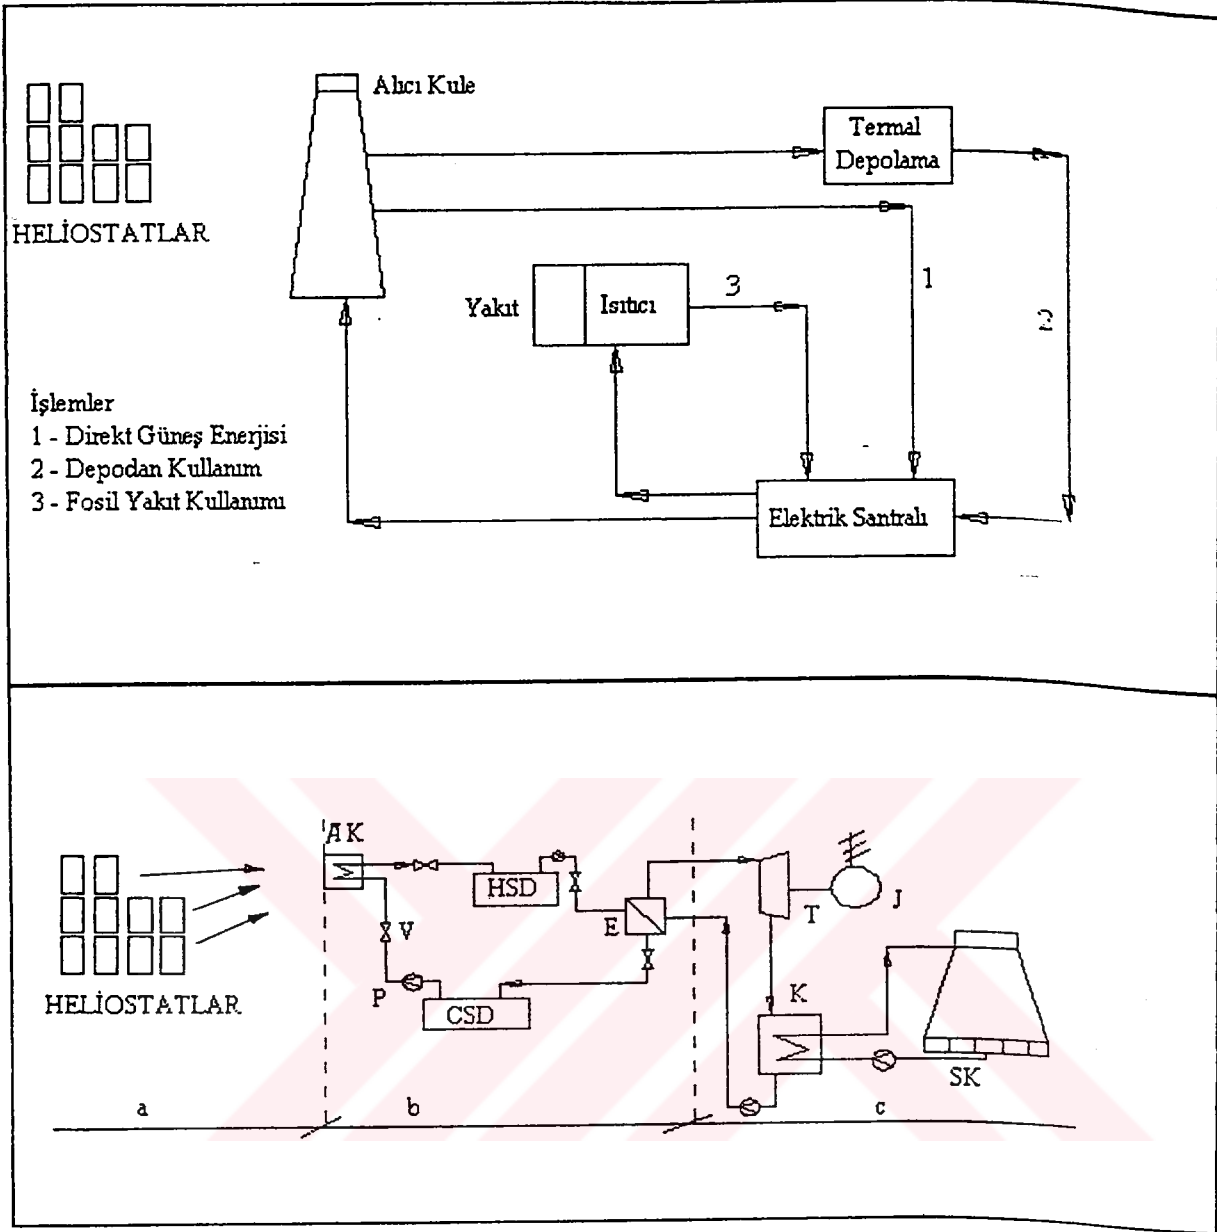 Alıcı Kule
Termal
Depolama
HELİOSTATLAR
Yakıt
Isıtıcı
3
1
2
İşlemler
1 - Direkt Güneş Enerjisi
2 - Depodan Kullanım
3 - Fosil Yakıt Kullanımı
Elektrik Santralı
AK
HSD
V
E
T
J
P
CSD
HELİOSTATLAR
K
SK
a
b
c